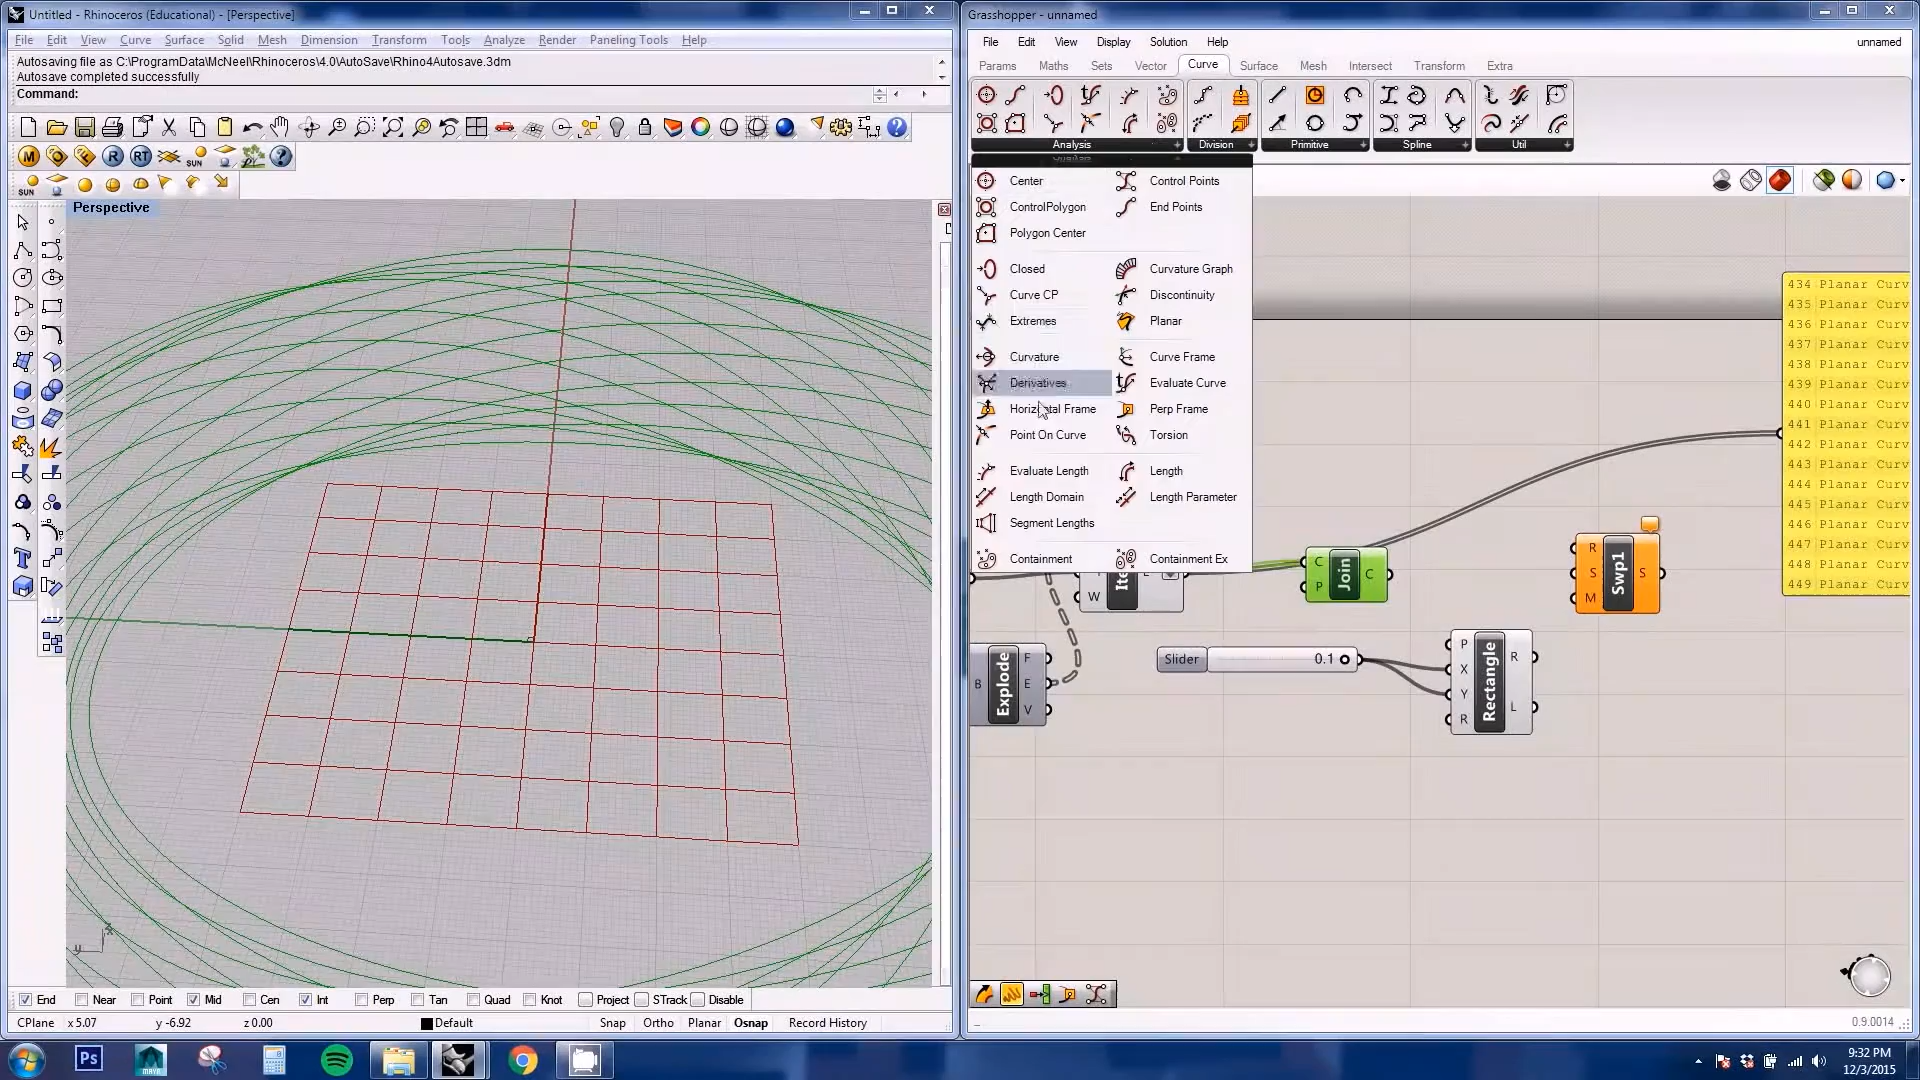 Untitled - Rhinoceros (Educational) - [Perspective]
File Edit View Curve Surface Solid Mesh Dimension Transform Tools Analyze Render Paneling Tools Help
Autosaving file as C:\ProgramData\McNeel\Rhinoceros\4.0\AutoSave\Rhino4Autosave.3dm
Autosave completed successfully
Command:
M
R
RT
SUN
SUN
Perspective
End Near Point Mid Cen Int Perp Tan Quad Knot Project STrack Disable
CPlane x 5.07 y -6.92 z 0.00 Default Snap Ortho Planar Osnap Record History
Grasshopper - unnamed
File Edit View Display Solution Help unnamed
Params Maths Sets Vector Curve Surface Mesh Intersect Transform Extra
Analysis Division Primitive Spline Util
Center Control Points
ControlPolygon End Points
Polygon Center
Closed Curvature Graph
Curve CP Discontinuity
Extremes Planar
Curvature Curve Frame
Derivatives Evaluate Curve
Horizontal Frame Perp Frame
Point On Curve Torsion
Evaluate Length Length
Length Domain Length Parameter
Segment Lengths
Containment Containment Ex
434 Planar Curv
435 Planar Curv
436 Planar Curv
437 Planar Curv
438 Planar Curv
439 Planar Curv
440 Planar Curv
441 Planar Curv
442 Planar Curv
443 Planar Curv
444 Planar Curv
445 Planar Curv
446 Planar Curv
447 Planar Curv
448 Planar Curv
449 Planar Curv
W
C P Join C
R S M Swp1 S
B Explode F E V
Slider 0.1
P X Y R Rectangle R L
0.9.0014
Ps
MAYA
9:32 PM
12/3/2015